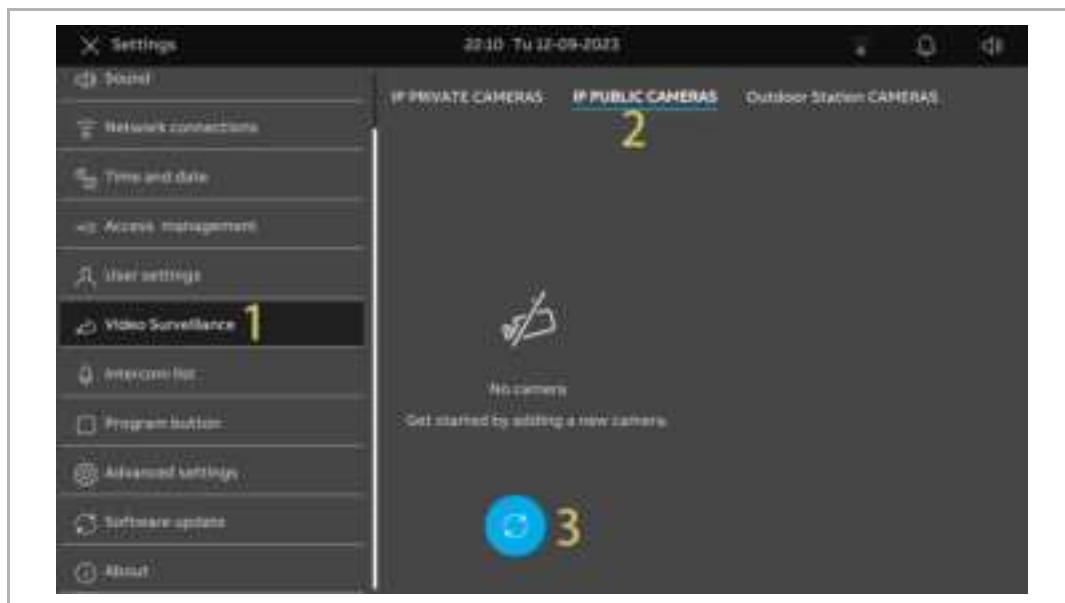 Settings
22:10 Tu 12-09-2023
Sound
IP PRIVATE CAMERAS IP PUBLIC CAMERAS Outdoor Station CAMERAS
2
Network connections
Time and date
Access management
User settings
Video Surveillance 1
Intercom list
No camera
Program button
Get started by adding a new camera.
Advanced settings
Software update
3
About